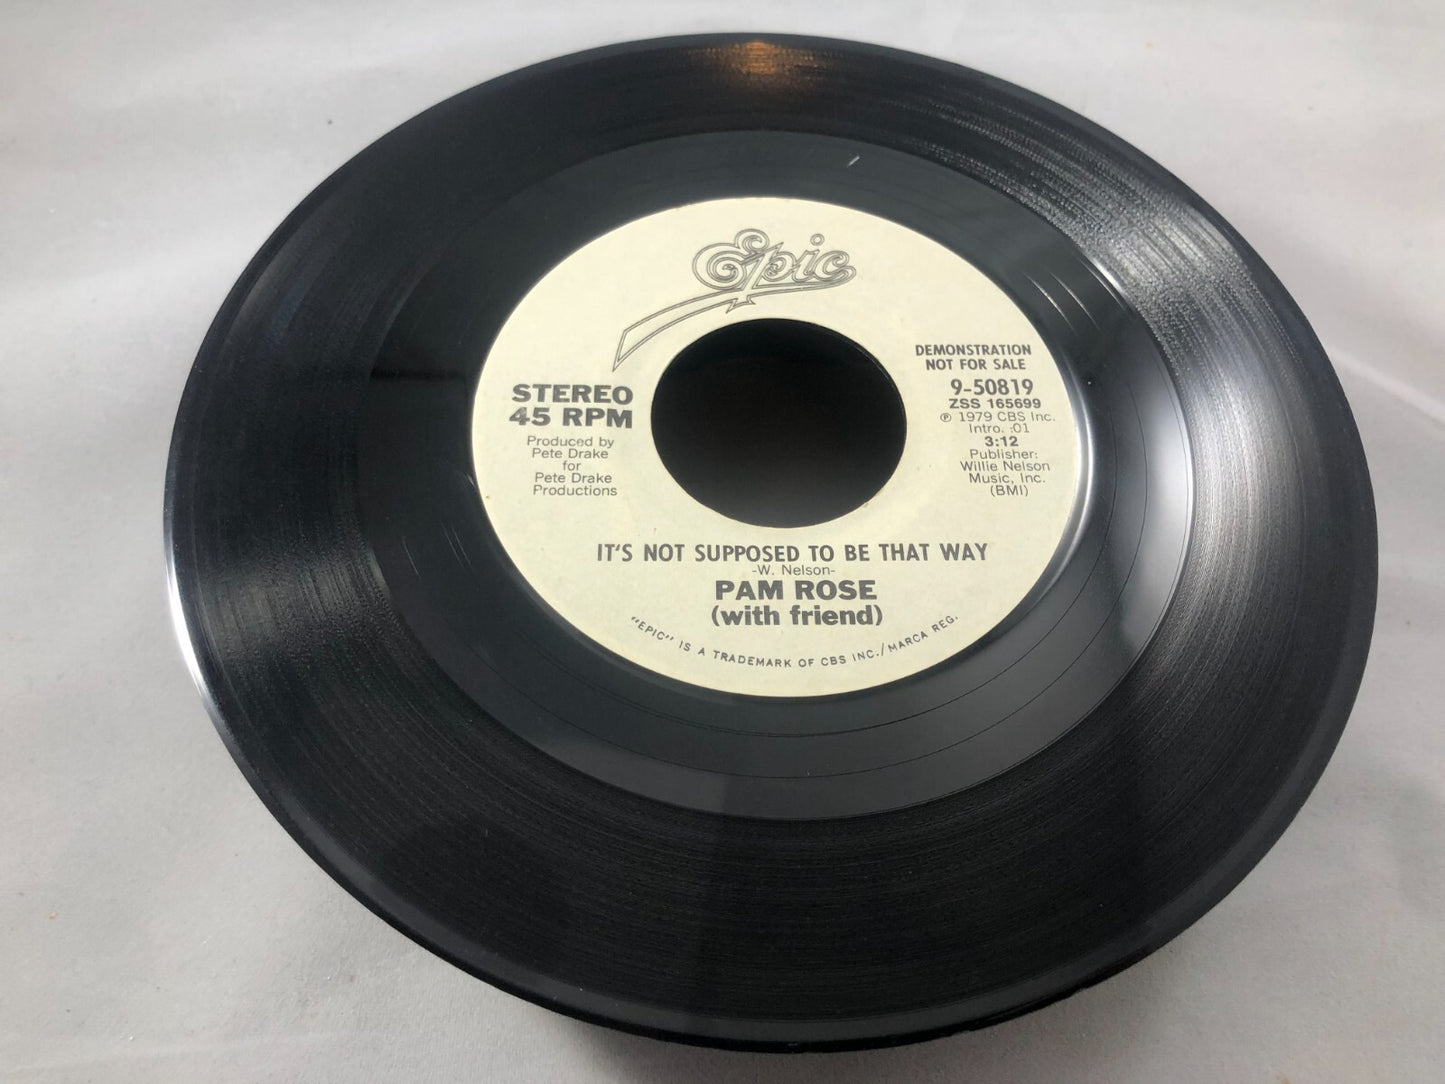 Epic
DEMONSTRATION
NOT FOR SALE
9-50819
ZSS 165699
℗ 1979 CBS Inc.
Intro. :01
3:12
Publisher:
Willie Nelson
Music, Inc.
(BMI)
STEREO
45 RPM
Produced by
Pete Drake
for
Pete Drake
Productions
IT'S NOT SUPPOSED TO BE THAT WAY
-W. Nelson-
PAM ROSE
(with friend)
"EPIC" IS A TRADEMARK OF CBS INC./MARCA REG.